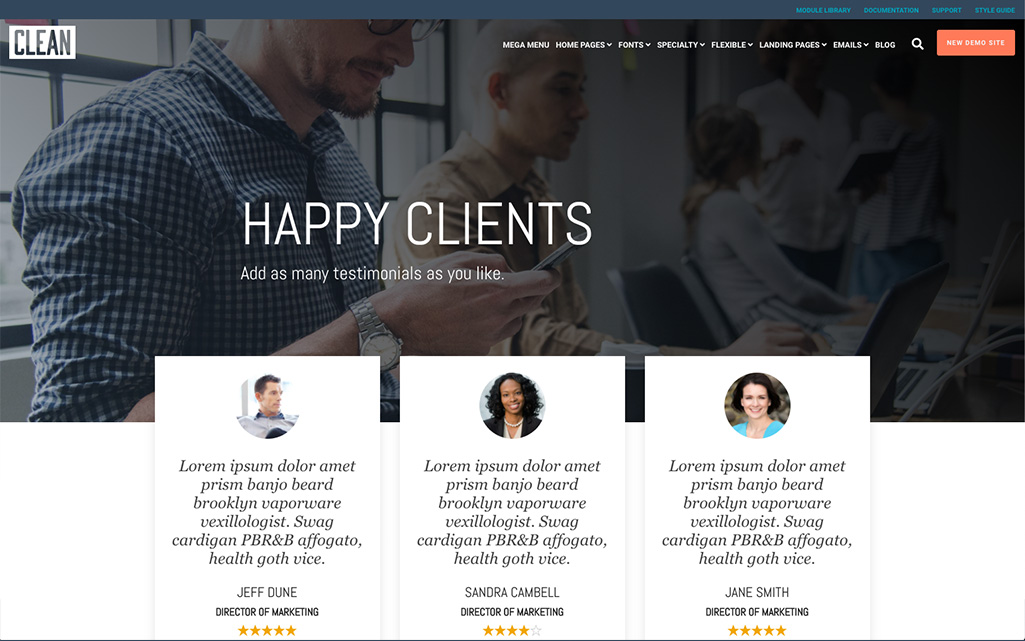 MODULE LIBRARY DOCUMENTATION SUPPORT STYLE GUIDE
CLEAN
MEGA MENU HOME PAGES FONTS SPECIALTY FLEXIBLE LANDING PAGES EMAILS BLOG
NEW DEMO SITE
HAPPY CLIENTS
Add as many testimonials as you like.
Lorem ipsum dolor amet
prism banjo beard
brooklyn vaporware
vexillologist. Swag
cardigan PBR&B affogato,
health goth vice.
JEFF DUNE
DIRECTOR OF MARKETING
Lorem ipsum dolor amet
prism banjo beard
brooklyn vaporware
vexillologist. Swag
cardigan PBR&B affogato,
health goth vice.
SANDRA CAMBELL
DIRECTOR OF MARKETING
Lorem ipsum dolor amet
prism banjo beard
brooklyn vaporware
vexillologist. Swag
cardigan PBR&B affogato,
health goth vice.
JANE SMITH
DIRECTOR OF MARKETING